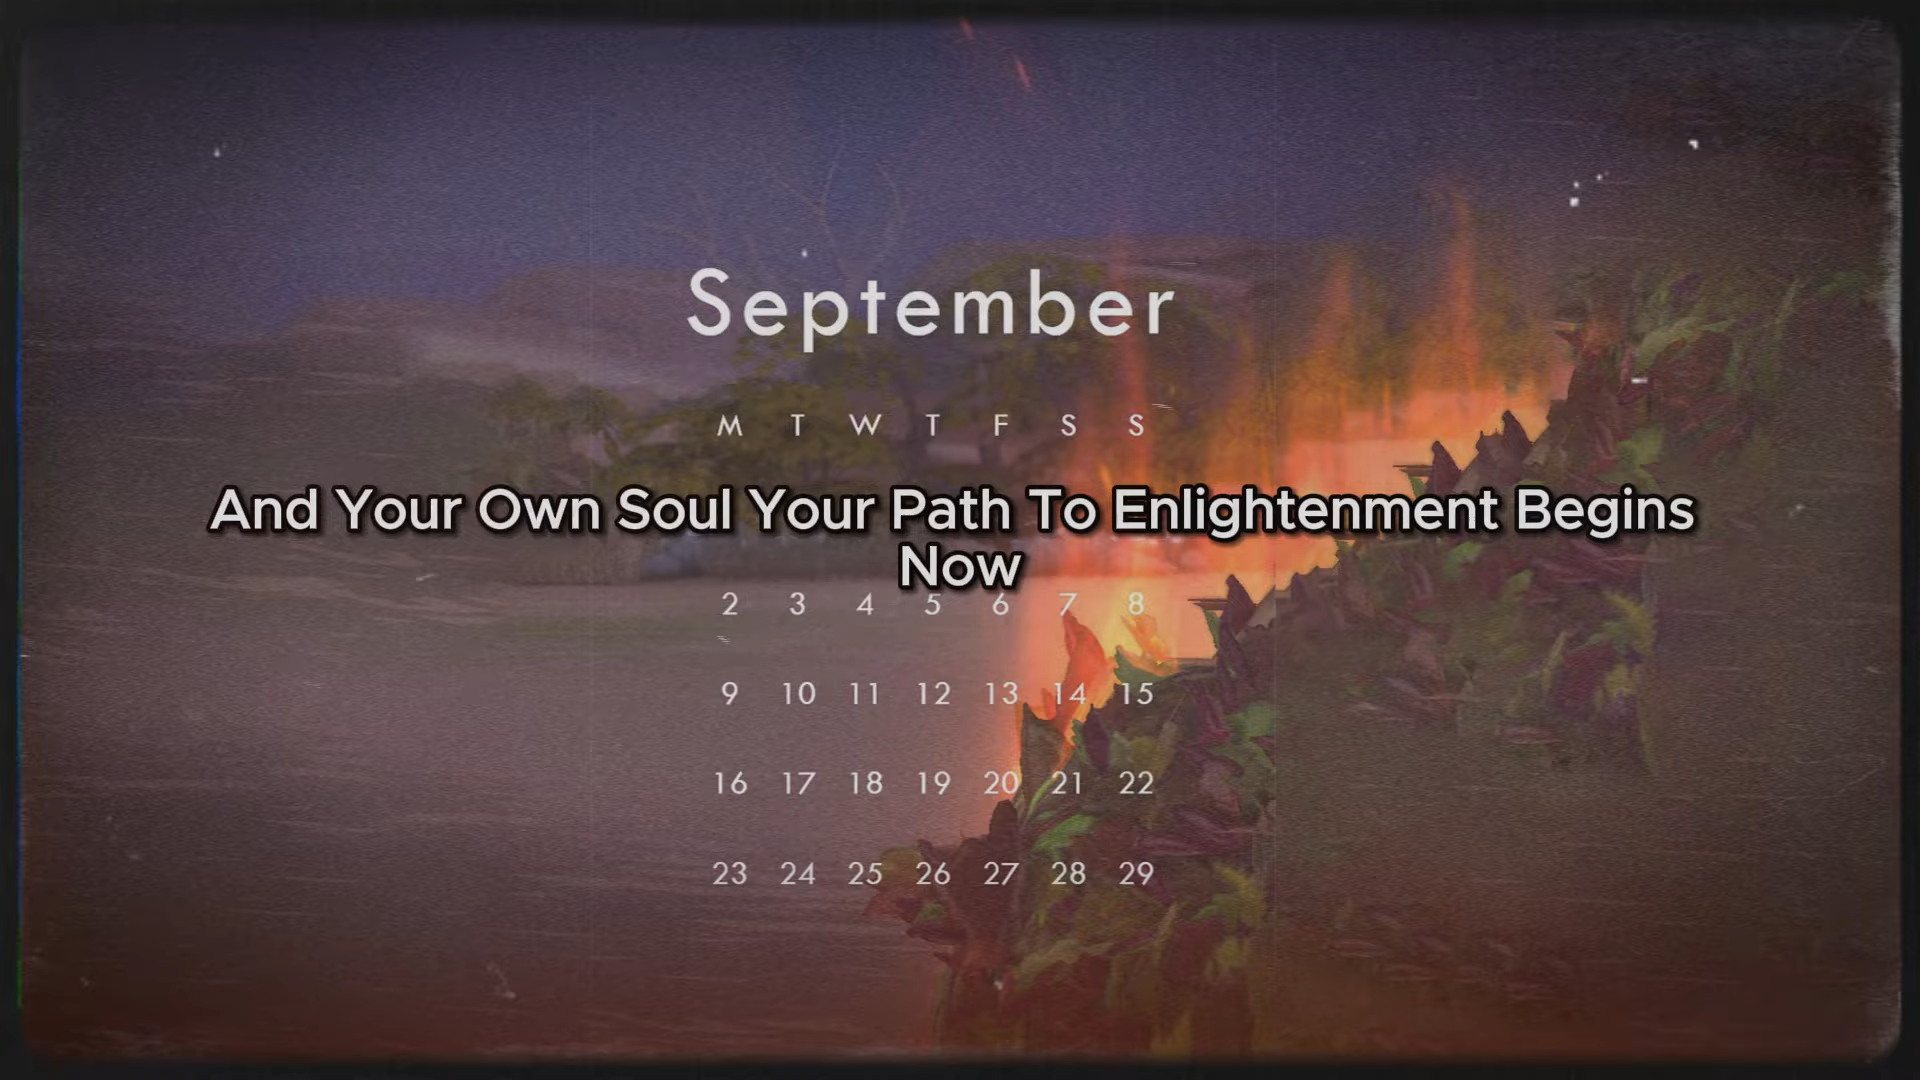 September
M T W T F S S
And Your Own Soul Your Path To Enlightenment Begins
Now
2 3 4 5 6 7 8
9 10 11 12 13 14 15
16 17 18 19 20 21 22
23 24 25 26 27 28 29